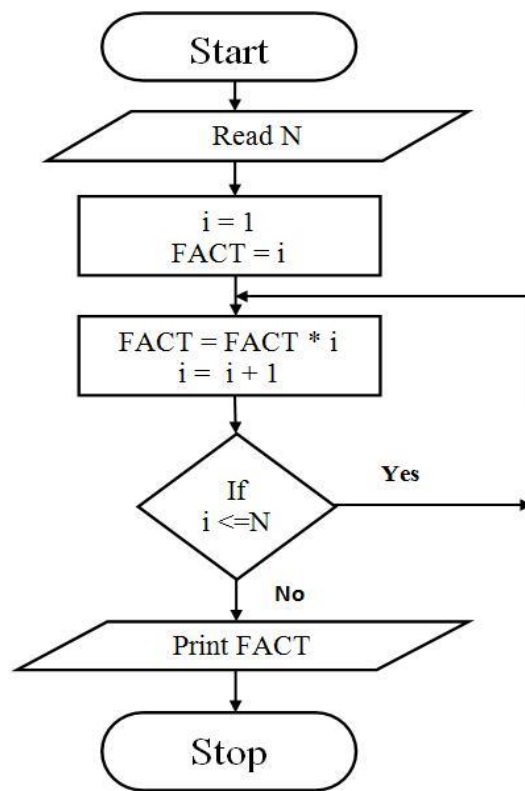 Start
Read N
i = 1
FACT = i
FACT = FACT * i
i = i + 1
If
i <=N
Yes
No
Print FACT
Stop